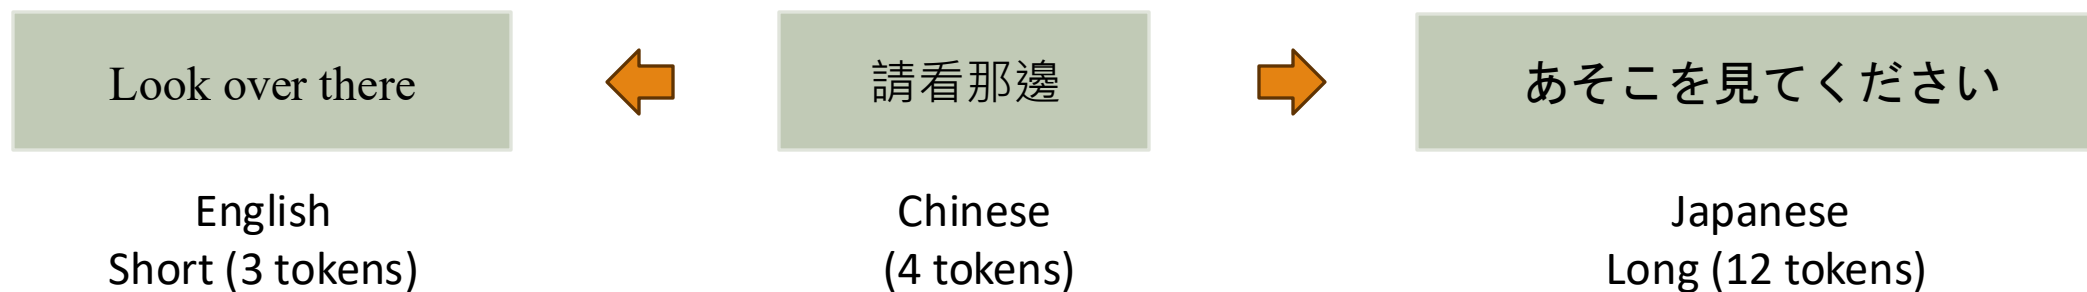 Look over there
請看那邊
あそこを見てください
English
Short (3 tokens)
Chinese
(4 tokens)
Japanese
Long (12 tokens)